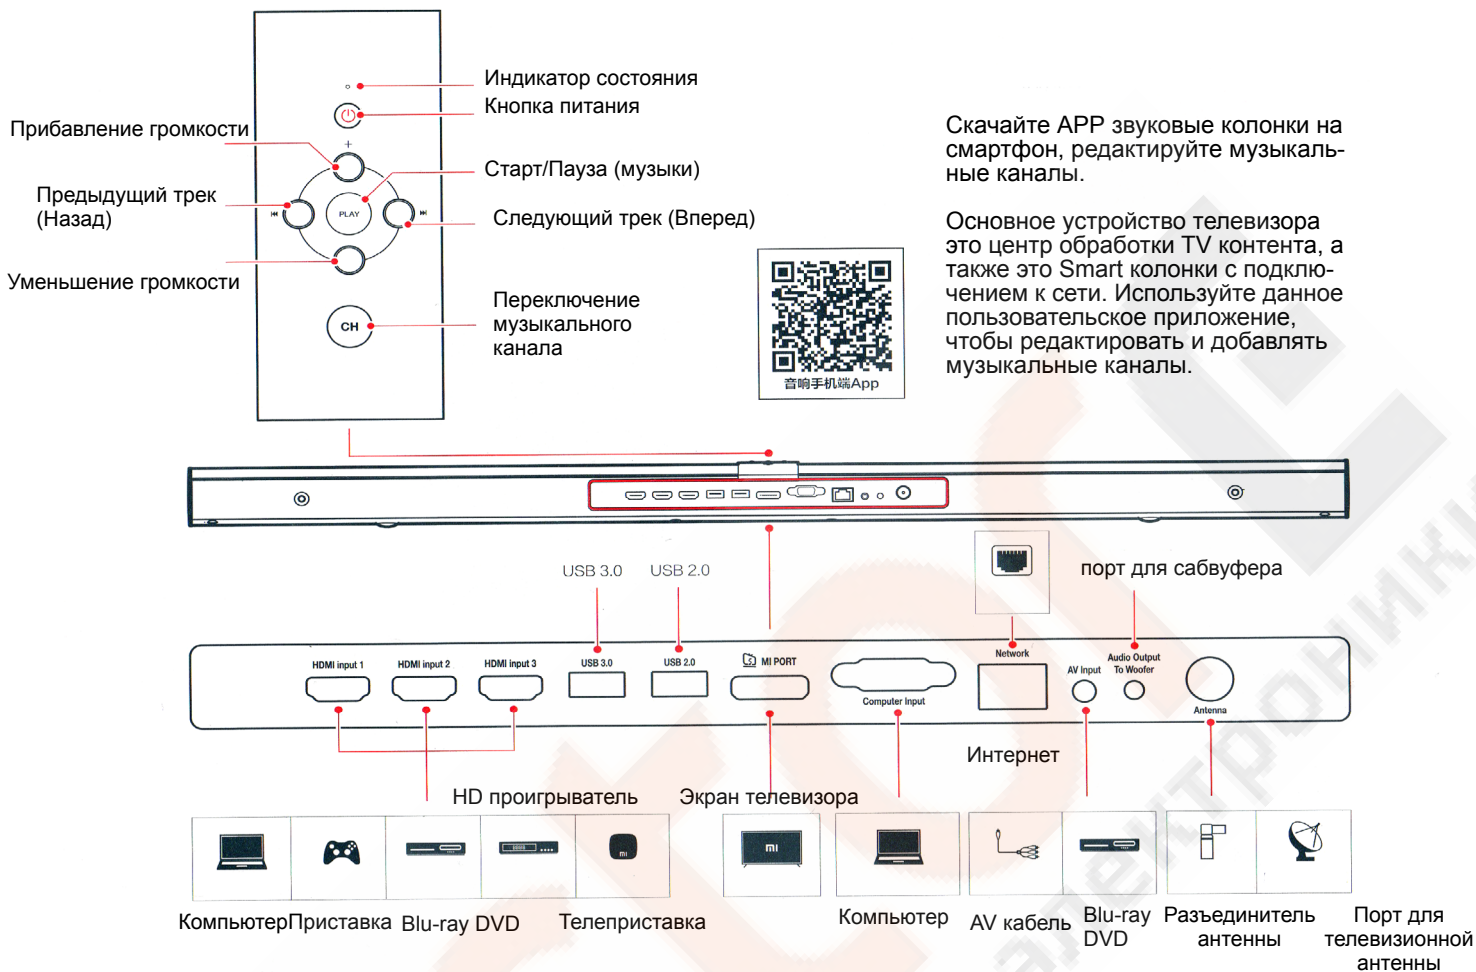 Индикатор состояния
Кнопка питания
Прибавление громкости
+
Старт/Пауза (музыки)
Предыдущий трек
(Назад)
PLAY
Следующий трек (Вперед)
Уменьшение громкости
CH
Переключение
музыкального
канала
音响手机端App
Скачайте APP звуковые колонки на
смартфон, редактируйте музыкаль-
ные каналы.
Основное устройство телевизора
это центр обработки TV контента, а
также это Smart колонки с подклю-
чением к сети. Используйте данное
пользовательское приложение,
чтобы редактировать и добавлять
музыкальные каналы.
USB 3.0
USB 2.0
порт для сабвуфера
HDMI input 1
HDMI input 2
HDMI input 3
USB 3.0
USB 2.0
MI PORT
Computer Input
Network
AV Input
Audio Output
To Woofer
Antenna
Интернет
HD проигрыватель
Экран телевизора
mi
mi
Компьютер
Приставка
Blu-ray DVD
Телеприставка
Компьютер
AV кабель
Blu-ray
DVD
Разъединитель
антенны
Порт для
телевизионной
антенны